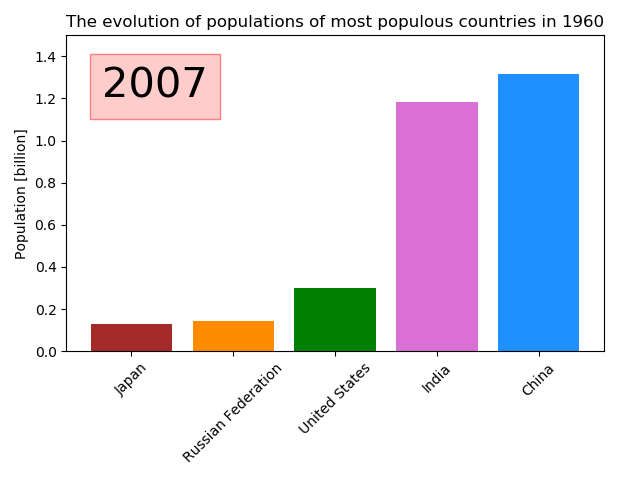 The evolution of populations of most populous countries in 1960
2007
Population [billion]
1.4
1.2
1.0
0.8
0.6
0.4
0.2
0.0
Japan
Russian Federation
United States
India
China